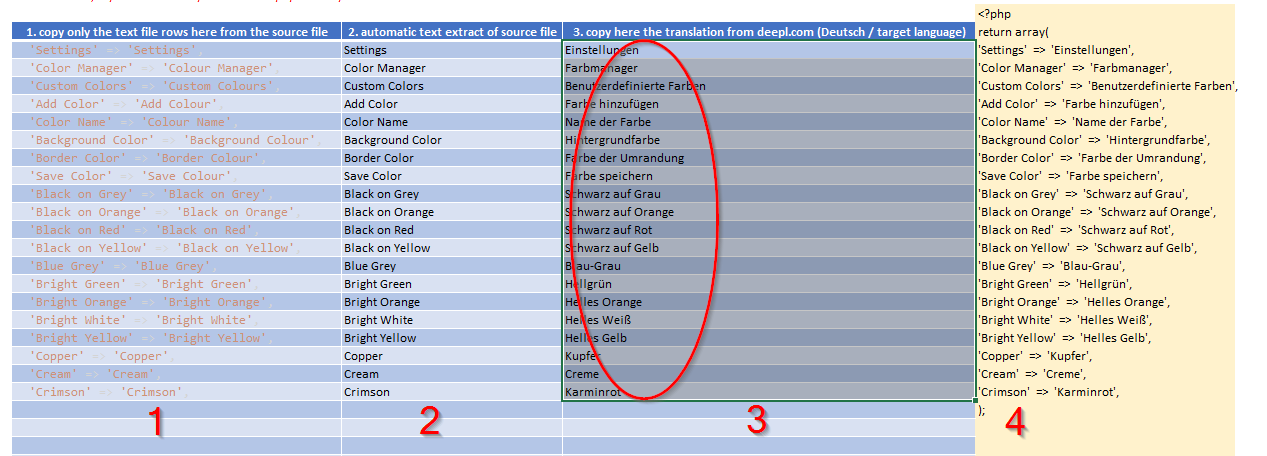 <?php
1. copy only the text file rows here from the source file 2. automatic text extract of source file 3. copy here the translation from deepl.com (Deutsch / target language) return array(
'Settings' => 'Settings', Settings Einstellungen 'Settings' => 'Einstellungen',
'Color Manager' => 'Colour Manager', Color Manager Farbmanager 'Color Manager' => 'Farbmanager',
'Custom Colors' => 'Custom Colours', Custom Colors Benutzerdefinierte Farben 'Custom Colors' => 'Benutzerdefinierte Farben',
'Add Color' => 'Add Colour', Add Color Farbe hinzufügen 'Add Color' => 'Farbe hinzufügen',
'Color Name' => 'Colour Name', Color Name Name der Farbe 'Color Name' => 'Name der Farbe',
'Background Color' => 'Background Colour', Background Color Hintergrundfarbe 'Background Color' => 'Hintergrundfarbe',
'Border Color' => 'Border Colour', Border Color Farbe der Umrandung 'Border Color' => 'Farbe der Umrandung',
'Save Color' => 'Save Colour', Save Color Farbe speichern 'Save Color' => 'Farbe speichern',
'Black on Grey' => 'Black on Grey', Black on Grey Schwarz auf Grau 'Black on Grey' => 'Schwarz auf Grau',
'Black on Orange' => 'Black on Orange', Black on Orange Schwarz auf Orange 'Black on Orange' => 'Schwarz auf Orange',
'Black on Red' => 'Black on Red', Black on Red Schwarz auf Rot 'Black on Red' => 'Schwarz auf Rot',
'Black on Yellow' => 'Black on Yellow', Black on Yellow Schwarz auf Gelb 'Black on Yellow' => 'Schwarz auf Gelb',
'Blue Grey' => 'Blue Grey', Blue Grey Blau-Grau 'Blue Grey' => 'Blau-Grau',
'Bright Green' => 'Bright Green', Bright Green Hellgrün 'Bright Green' => 'Hellgrün',
'Bright Orange' => 'Bright Orange', Bright Orange Helles Orange 'Bright Orange' => 'Helles Orange',
'Bright White' => 'Bright White', Bright White Helles Weiß 'Bright White' => 'Helles Weiß',
'Bright Yellow' => 'Bright Yellow', Bright Yellow Helles Gelb 'Bright Yellow' => 'Helles Gelb',
'Copper' => 'Copper', Copper Kupfer 'Copper' => 'Kupfer',
'Cream' => 'Cream', Cream Creme 'Cream' => 'Creme',
'Crimson' => 'Crimson', Crimson Karminrot 'Crimson' => 'Karminrot',
);
1 2 3 4